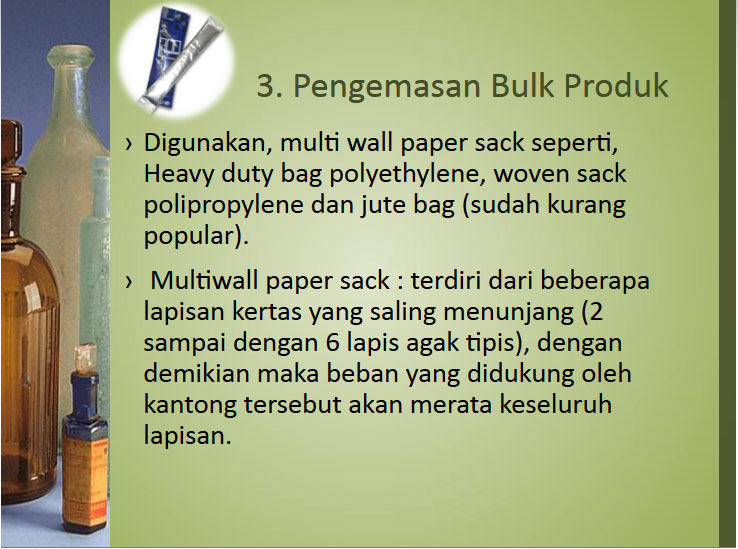 3. Pengemasan Bulk Produk
› Digunakan, multi wall paper sack seperti,
Heavy duty bag polyethylene, woven sack
polipropylene dan jute bag (sudah kurang
popular).
› Multiwall paper sack : terdiri dari beberapa
lapisan kertas yang saling menunjang (2
sampai dengan 6 lapis agak tipis), dengan
demikian maka beban yang didukung oleh
kantong tersebut akan merata keseluruh
lapisan.